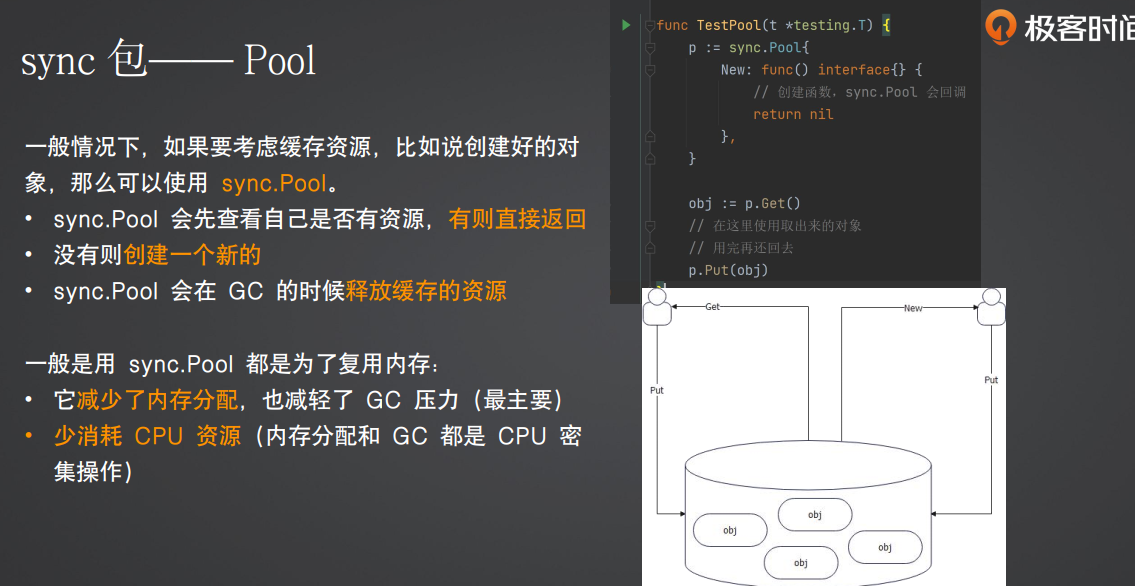 sync 包—— Pool
一般情况下，如果要考虑缓存资源，比如说创建好的对
象，那么可以使用 sync.Pool。
• sync.Pool 会先查看自己是否有资源，有则直接返回
• 没有则创建一个新的
• sync.Pool 会在 GC 的时候释放缓存的资源
一般是用 sync.Pool 都是为了复用内存：
• 它减少了内存分配，也减轻了 GC 压力（最主要）
• 少消耗 CPU 资源（内存分配和 GC 都是 CPU 密
集操作）
func TestPool(t *testing.T) {
p := sync.Pool{
New: func() interface{} {
// 创建函数，sync.Pool 会回调
return nil
},
}
obj := p.Get()
// 在这里使用取出来的对象
// 用完再还回去
p.Put(obj)
极客时间
Get
New
Put
Put
obj
obj
obj
obj